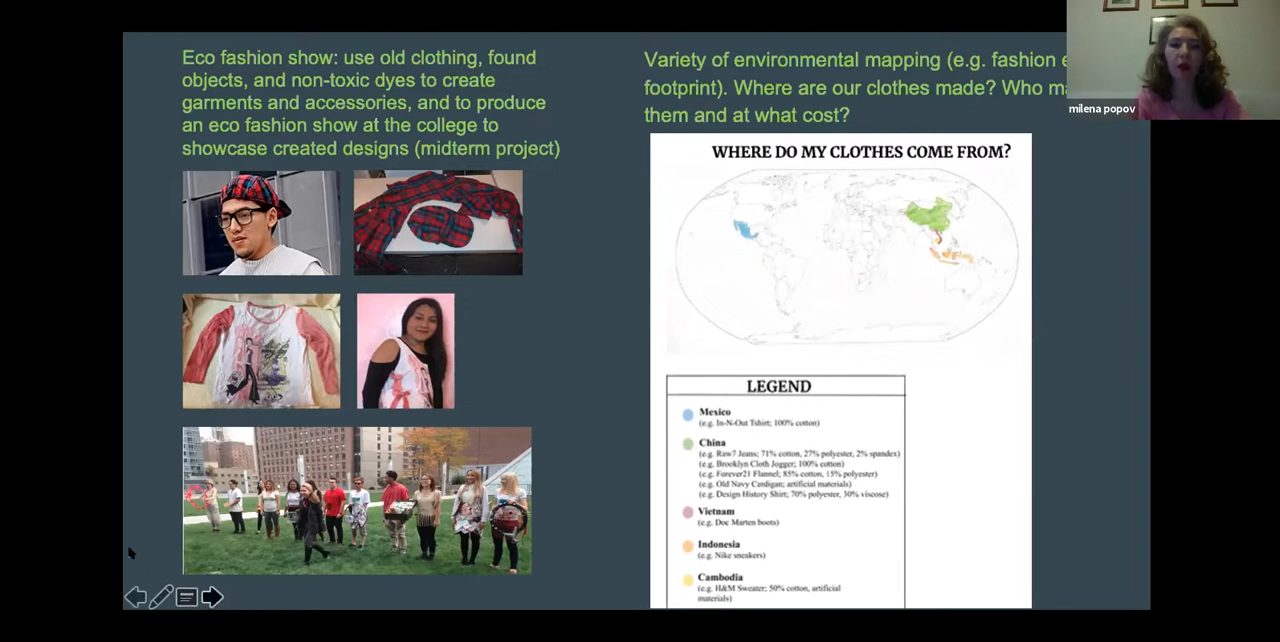 Eco fashion show: use old clothing, found
objects, and non-toxic dyes to create
garments and accessories, and to produce
an eco fashion show at the college to
showcase created designs (midterm project)
Variety of environmental mapping (e.g. fashion
footprint). Where are our clothes made? Who
them and at what cost?
milena popov
WHERE DO MY CLOTHES COME FROM?
LEGEND
Mexico
(e.g. In-N-Out Tshirt; 100% cotton)
China
(e.g. Raw7 Jeans; 71% cotton, 27% polyester, 2% spandex)
(e.g. Brooklyn Cloth Jogger; 100% cotton)
(e.g. Forever21 Flannel; 85% cotton, 15% polyester)
(e.g. Old Navy Cardigan; artificial materials)
(e.g. Design History Shirt; 70% polyester, 30% viscose)
Vietnam
(e.g. Doc Marten boots)
Indonesia
(e.g. Nike sneakers)
Cambodia
(e.g. H&M Sweater; 50% cotton, artificial
materials)